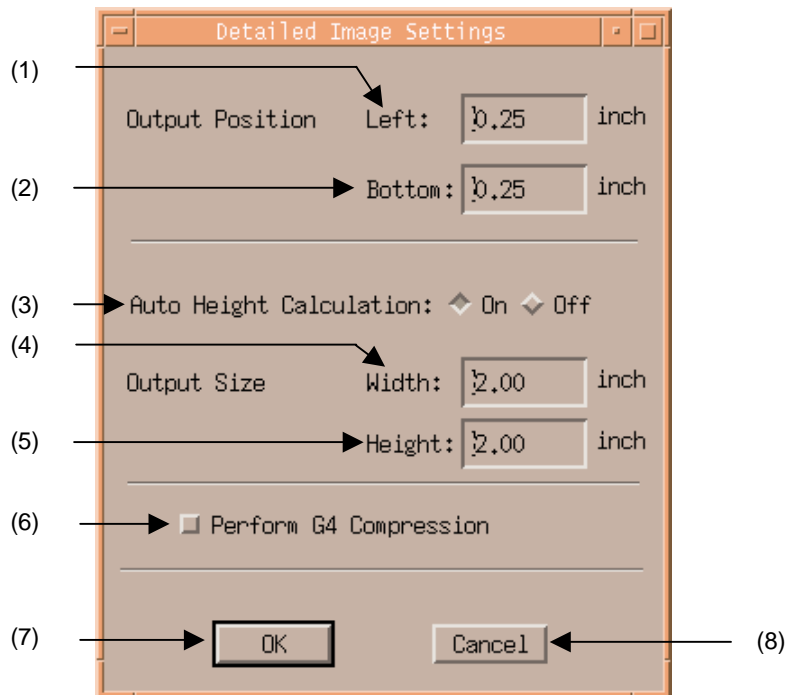 Detailed Image Settings
(1)
Output Position Left: 0.25 inch
(2) Bottom: 0.25 inch
(3) Auto Height Calculation: On Off
(4)
Output Size Width: 2.00 inch
(5) Height: 2.00 inch
(6) Perform G4 Compression
(7) OK Cancel (8)